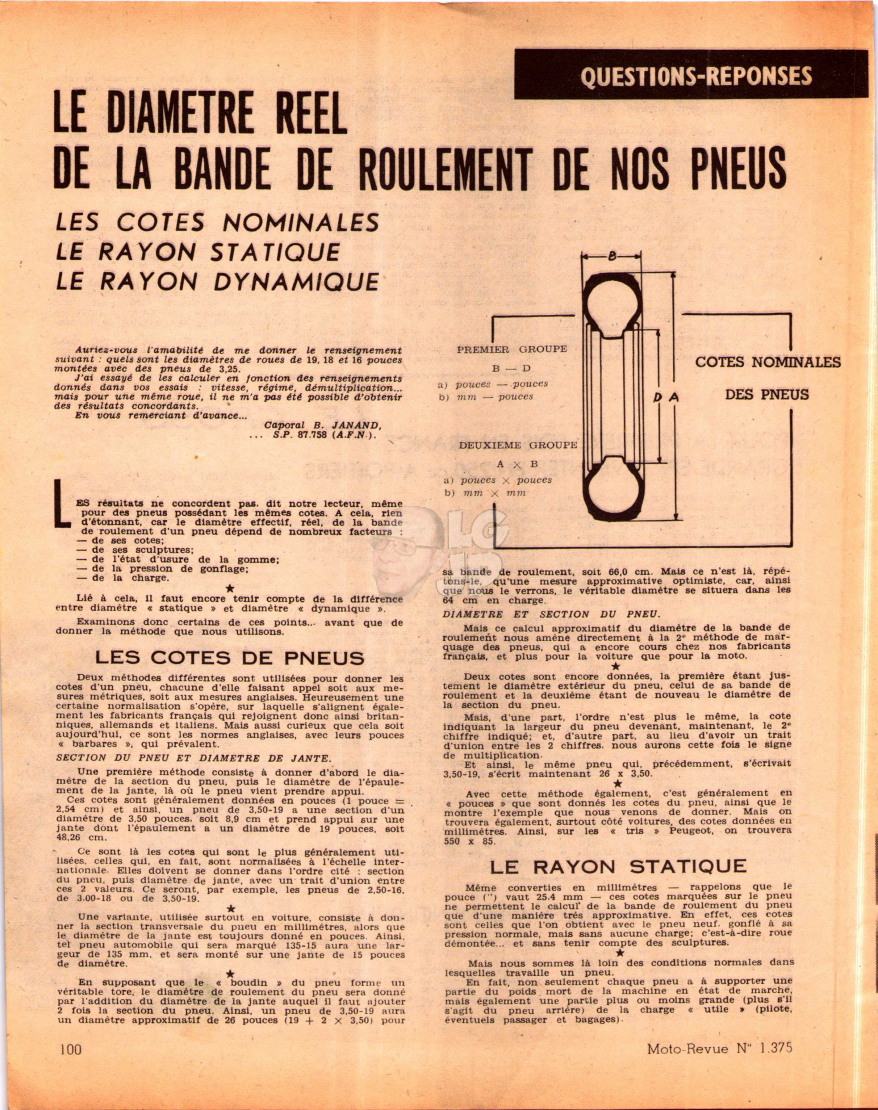 QUESTIONS-REPONSES
LE DIAMETRE REEL
DE LA BANDE DE ROULEMENT DE NOS PNEUS
LES COTES NOMINALES
LE RAYON STATIQUE
LE RAYON DYNAMIQUE
Auriez-vous l'amabilité de me donner le renseignement
suivant : quels sont les diamètres de roues de 19, 18 et 16 pouces
montées avec des pneus de 3,25.
J'ai essayé de les calculer en fonction des renseignements
donnés dans vos essais : vitesse, régime, démultiplication...
mais pour une même roue, il ne m'a pas été possible d'obtenir
des résultats concordants.
En vous remerciant d'avance...
Caporal B. JANAND,
... S.P. 87.758 (A.F.N.).
LES résultats ne concordent pas. dit notre lecteur, même
pour des pneus possédant les mêmes cotes. A cela, rien
d'étonnant, car le diamètre effectif, réel, de la bande
de roulement d'un pneu dépend de nombreux facteurs :
— de ses cotes;
— de ses sculptures;
— de l'état d'usure de la gomme;
— de la pression de gonflage;
— de la charge.
★
Lié à cela, il faut encore tenir compte de la différence
entre diamètre « statique » et diamètre « dynamique ».
Examinons donc certains de ces points... avant que de
donner la méthode que nous utilisons.
LES COTES DE PNEUS
Deux méthodes différentes sont utilisées pour donner les
cotes d'un pneu, chacune d'elle faisant appel soit aux me-
sures métriques, soit aux mesures anglaises. Heureusement une
certaine normalisation s'opère, sur laquelle s'alignent égale-
ment les fabricants français qui rejoignent donc ainsi britan-
niques, allemands et italiens. Mais aussi curieux que cela soit
aujourd'hui, ce sont les normes anglaises, avec leurs pouces
« barbares », qui prévalent.
SECTION DU PNEU ET DIAMETRE DE JANTE.
Une première méthode consiste à donner d'abord le dia-
mètre de la section du pneu, puis le diamètre de l'épaule-
ment de la jante, là où le pneu vient prendre appui.
Ces cotes sont généralement données en pouces (1 pouce =
2,54 cm) et ainsi, un pneu de 3,50-19 a une section d'un
diamètre de 3,50 pouces. soit 8,9 cm et prend appui sur une
jante dont l'épaulement a un diamètre de 19 pouces, soit
48,26 cm.
Ce sont là les cotes qui sont le plus généralement uti-
lisées, celles qui, en fait, sont normalisées à l'échelle inter-
nationale. Elles doivent se donner dans l'ordre cité : section
du pneu, puis diamètre de jante, avec un trait d'union entre
ces 2 valeurs. Ce seront, par exemple, les pneus de 2,50-16,
de 3.00-18 ou de 3,50-19.
★
Une variante, utilisée surtout en voiture, consiste à don-
ner la section transversale du pneu en millimètres, alors que
le diamètre de la jante est toujours donné en pouces. Ainsi,
tel pneu automobile qui sera marqué 135-15 aura une lar-
geur de 135 mm, et sera monté sur une jante de 15 pouces
de diamètre.
★
En supposant que le « boudin » du pneu forme un
véritable tore, le diamètre de roulement du pneu sera donné
par l'addition du diamètre de la jante auquel il faut ajouter
2 fois la section du pneu. Ainsi, un pneu de 3,50-19 aura
un diamètre approximatif de 26 pouces (19 + 2 × 3,50) pour
B
D A
PREMIER GROUPE
B — D
a) pouces — pouces
b) mm — pouces
DEUXIEME GROUPE
A × B
a) pouces × pouces
b) mm × mm
COTES NOMINALES
DES PNEUS
sa bande de roulement, soit 66,0 cm. Mais ce n'est là, répé-
tons-le, qu'une mesure approximative optimiste, car, ainsi
que nous le verrons, le véritable diamètre se situera dans les
64 cm en charge.
DIAMETRE ET SECTION DU PNEU.
Mais ce calcul approximatif du diamètre de la bande de
roulement nous amène directement à la 2e méthode de mar-
quage des pneus, qui a encore cours chez nos fabricants
français, et plus pour la voiture que pour la moto.
★
Deux cotes sont encore données, la première étant jus-
tement le diamètre extérieur du pneu, celui de sa bande de
roulement et la deuxième étant de nouveau le diamètre de
la section du pneu.
Mais, d'une part, l'ordre n'est plus le même, la cote
indiquant la largeur du pneu devenant, maintenant, le 2e
chiffre indiqué; et, d'autre part, au lieu d'avoir un trait
d'union entre les 2 chiffres. nous aurons cette fois le signe
de multiplication.
Et ainsi, le même pneu qui, précédemment, s'écrivait
3,50-19, s'écrit maintenant 26 x 3,50.
★
Avec cette méthode également, c'est généralement en
« pouces » que sont donnés les cotes du pneu, ainsi que le
montre l'exemple que nous venons de donner. Mais on
trouvera également, surtout côté voitures, des cotes données en
millimètres. Ainsi, sur les « tris » Peugeot, on trouvera
550 x 85.
LE RAYON STATIQUE
Même converties en millimètres — rappelons que le
pouce ('') vaut 25.4 mm — ces cotes marquées sur le pneu
ne permettent le calcul de la bande de roulement du pneu
que d'une manière très approximative. En effet, ces cotes
sont celles que l'on obtient avec le pneu neuf. gonflé à sa
pression normale, mais sans aucune charge; c'est-à-dire roue
démontée... et sans tenir compte des sculptures.
★
Mais nous sommes là loin des conditions normales dans
lesquelles travaille un pneu.
En fait, non seulement chaque pneu a à supporter une
partie du poids mort de la machine en état de marche,
mais également une partie plus ou moins grande (plus s'il
s'agit du pneu arrière) de la charge « utile » (pilote,
éventuels passager et bagages).
100
Moto-Revue N° 1.375